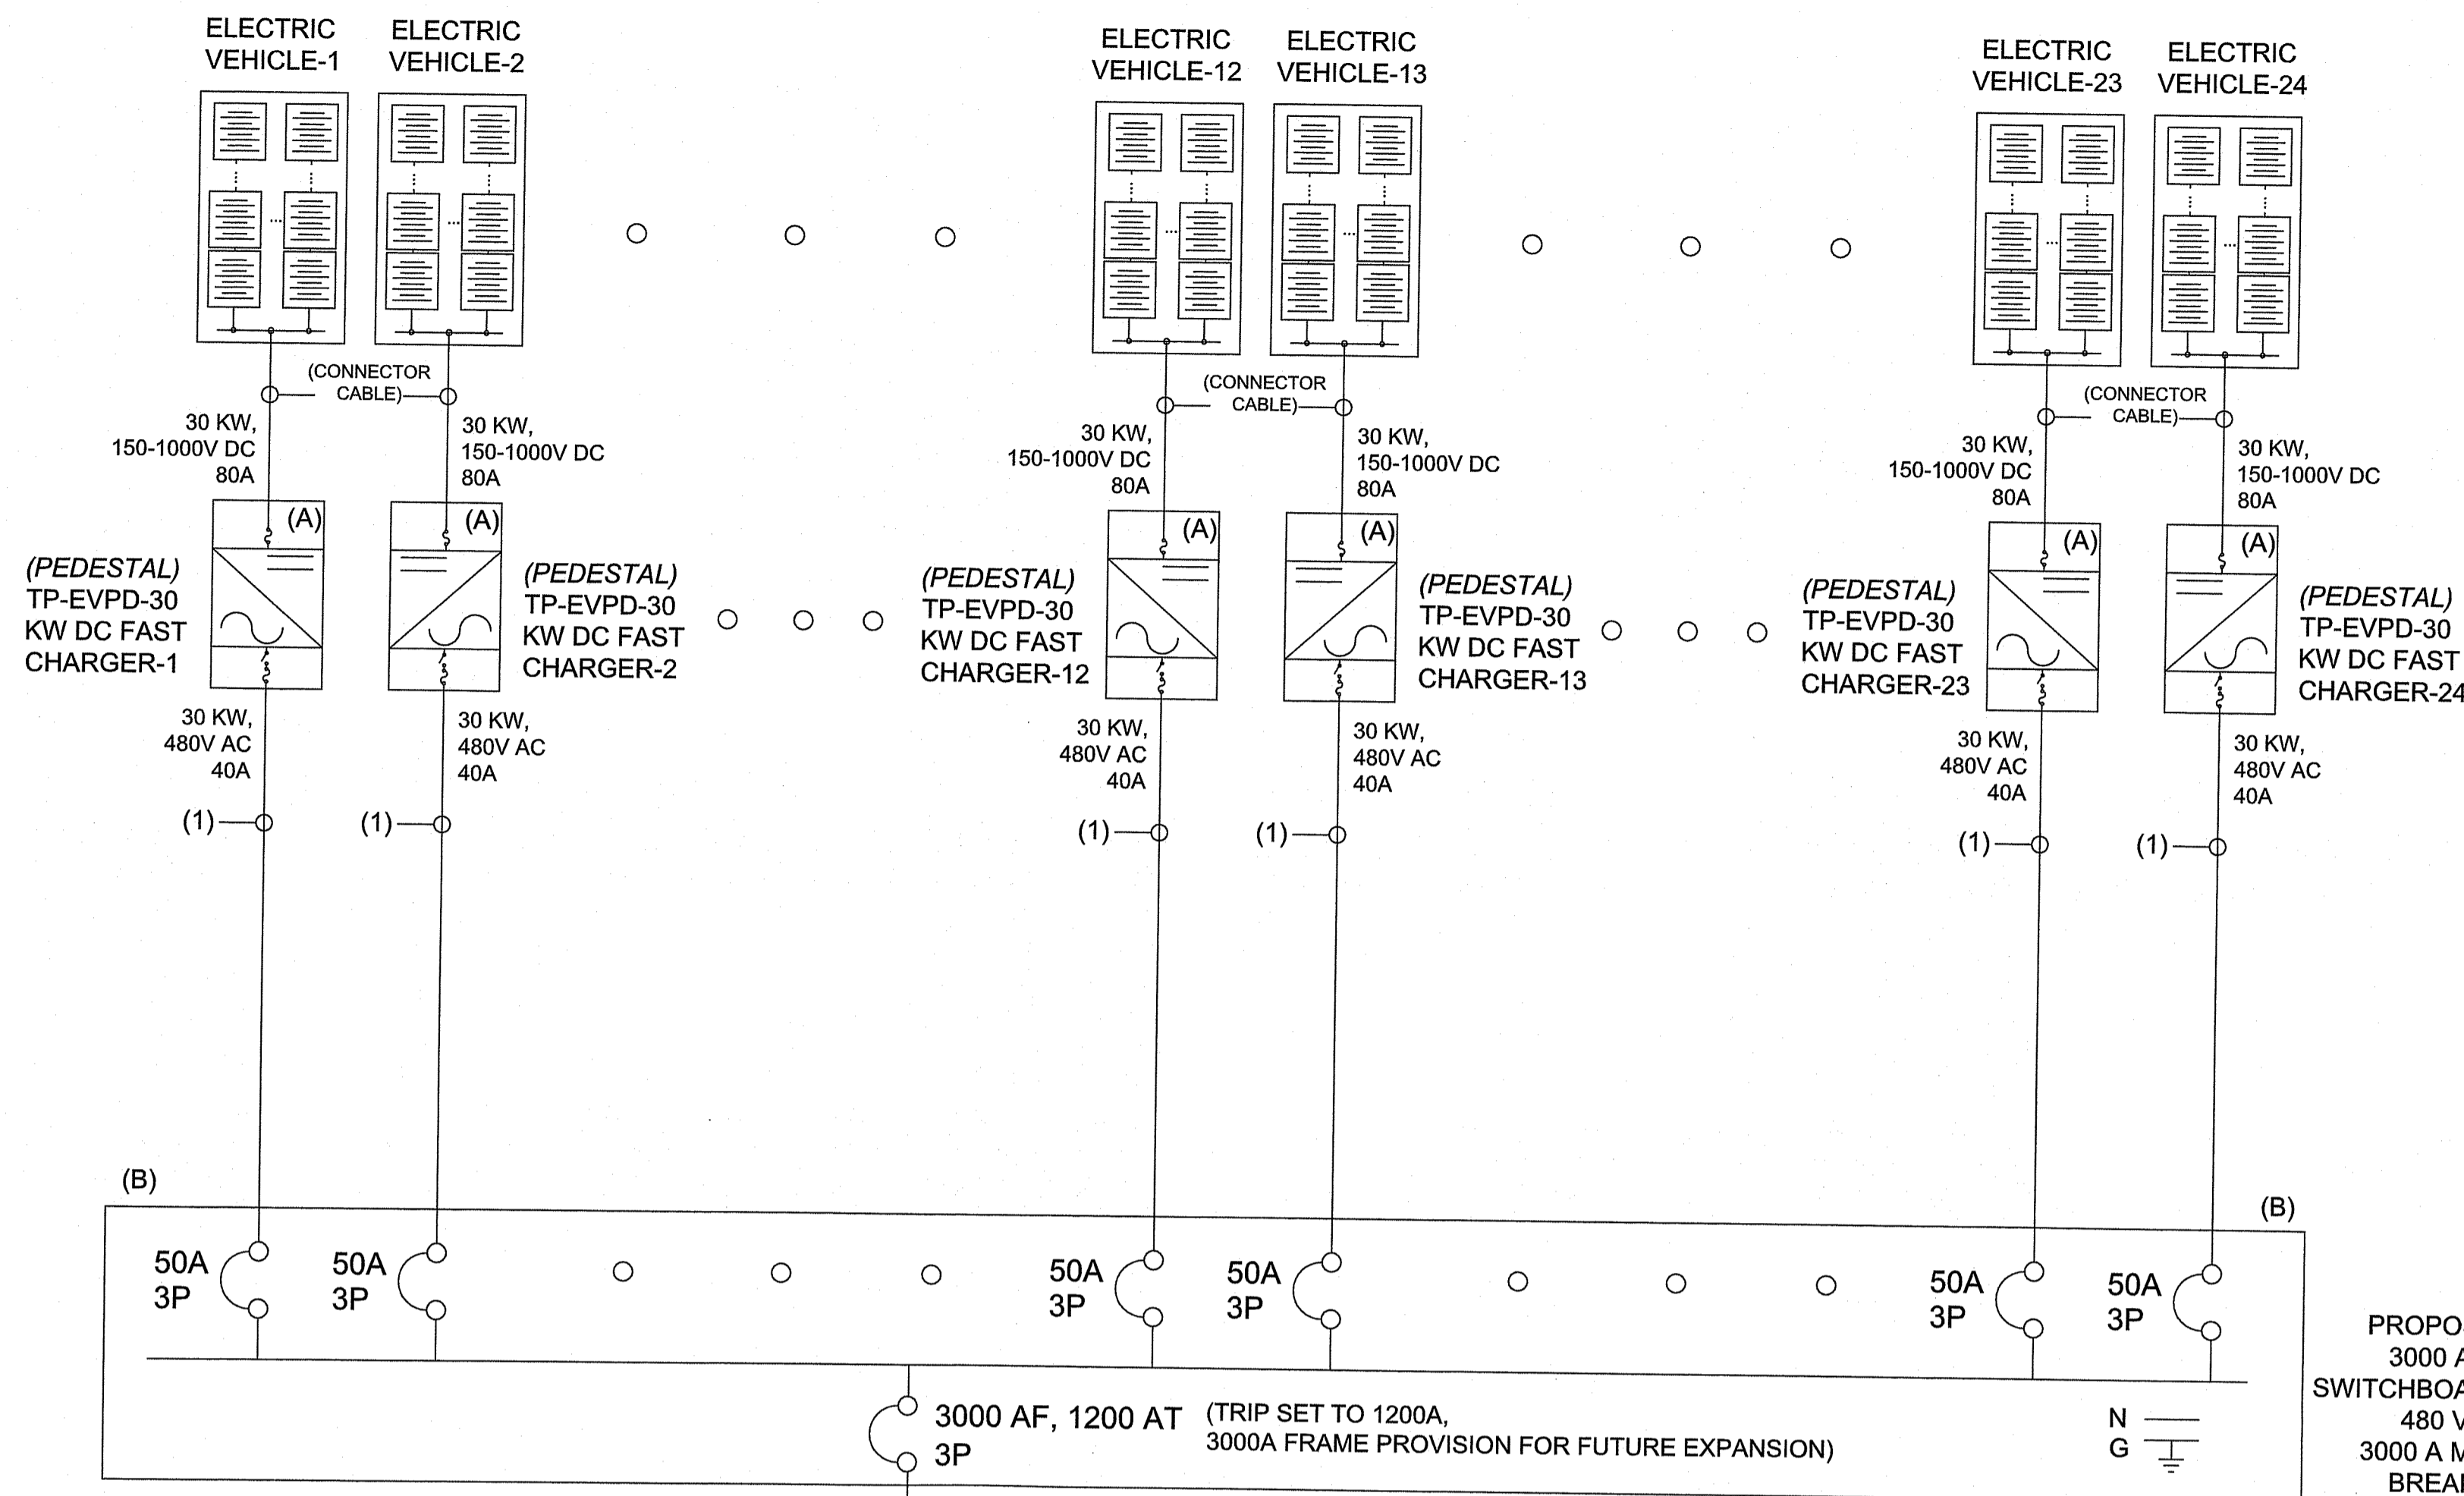 ELECTRIC
VEHICLE-1
ELECTRIC
VEHICLE-2
ELECTRIC
VEHICLE-12
ELECTRIC
VEHICLE-13
ELECTRIC
VEHICLE-23
ELECTRIC
VEHICLE-24
(CONNECTOR
CABLE)
(CONNECTOR
CABLE)
(CONNECTOR
CABLE)
30 KW,
150-1000V DC
80A
30 KW,
150-1000V DC
80A
30 KW,
150-1000V DC
80A
30 KW,
150-1000V DC
80A
30 KW,
150-1000V DC
80A
30 KW,
150-1000V DC
80A
(A)
(A)
(A)
(A)
(A)
(A)
(PEDESTAL)
TP-EVPD-30
KW DC FAST
CHARGER-1
(PEDESTAL)
TP-EVPD-30
KW DC FAST
CHARGER-2
(PEDESTAL)
TP-EVPD-30
KW DC FAST
CHARGER-12
(PEDESTAL)
TP-EVPD-30
KW DC FAST
CHARGER-13
(PEDESTAL)
TP-EVPD-30
KW DC FAST
CHARGER-23
(PEDESTAL)
TP-EVPD-30
KW DC FAST
CHARGER-24
30 KW,
480V AC
40A
30 KW,
480V AC
40A
30 KW,
480V AC
40A
30 KW,
480V AC
40A
30 KW,
480V AC
40A
30 KW,
480V AC
40A
(1)
(1)
(1)
(1)
(1)
(1)
(B)
(B)
50A
3P
50A
3P
50A
3P
50A
3P
50A
3P
50A
3P
3000 AF, 1200 AT
3P
(TRIP SET TO 1200A,
3000A FRAME PROVISION FOR FUTURE EXPANSION)
N
G
3000 A
480 V
3000 A